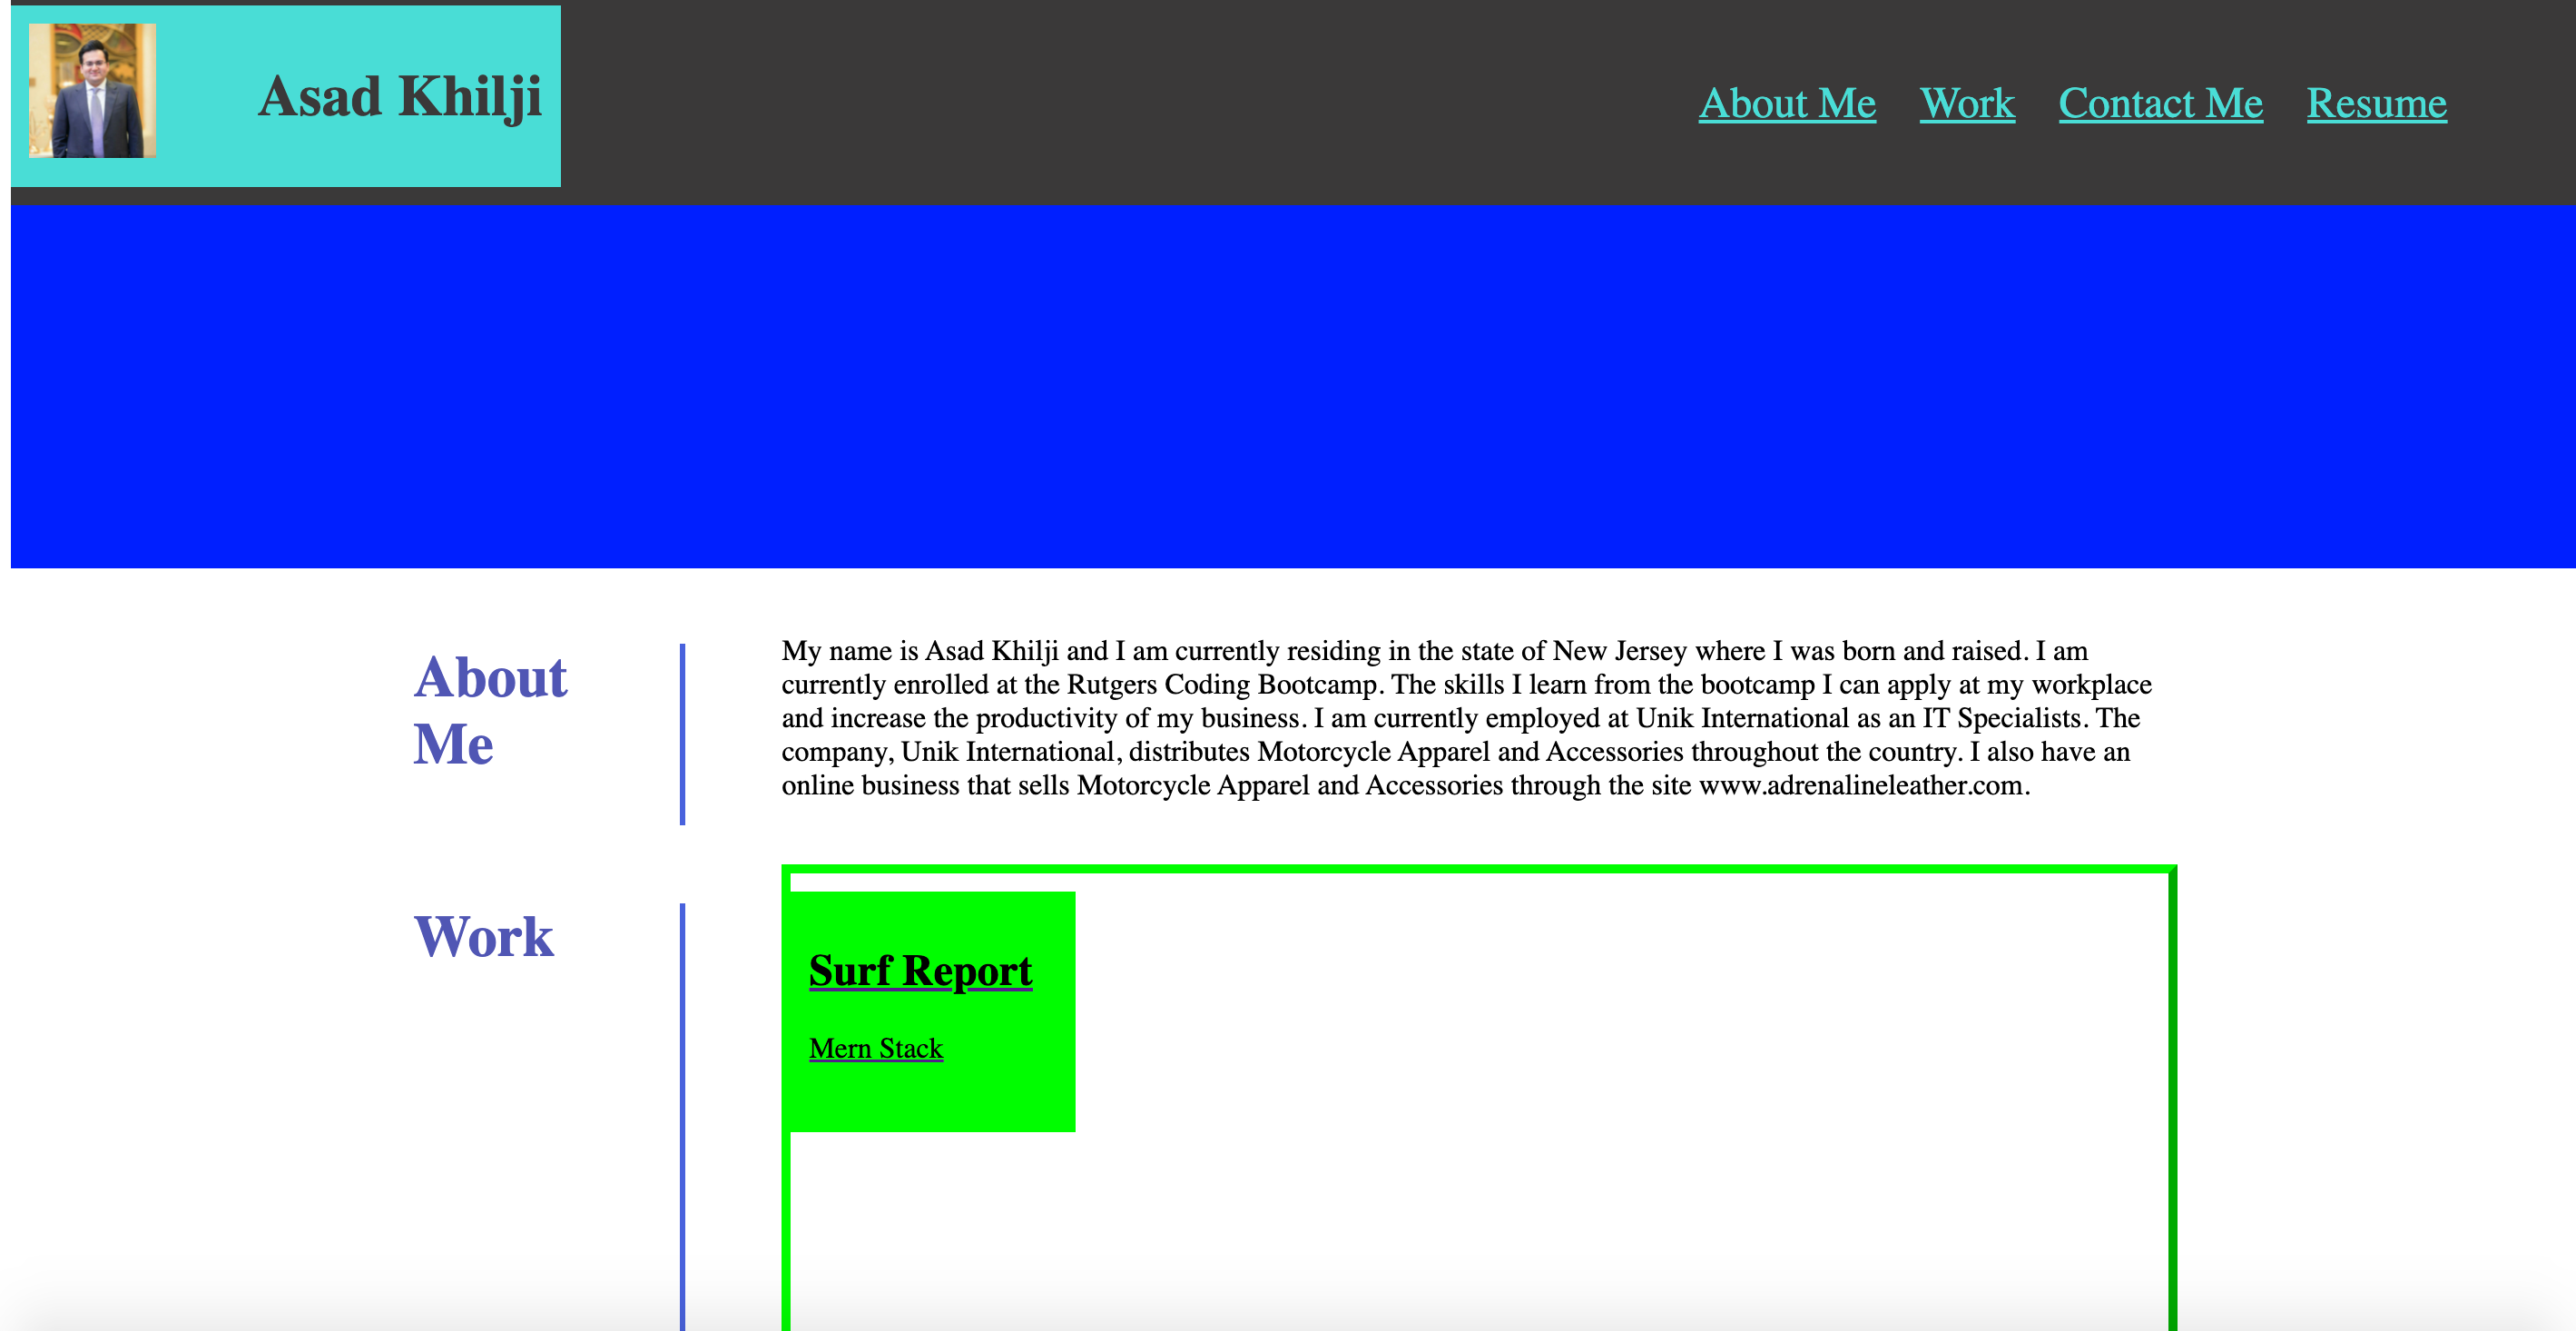 Asad Khilji
About Me Work Contact Me Resume
About
Me
My name is Asad Khilji and I am currently residing in the state of New Jersey where I was born and raised. I am
currently enrolled at the Rutgers Coding Bootcamp. The skills I learn from the bootcamp I can apply at my workplace
and increase the productivity of my business. I am currently employed at Unik International as an IT Specialists. The
company, Unik International, distributes Motorcycle Apparel and Accessories throughout the country. I also have an
online business that sells Motorcycle Apparel and Accessories through the site www.adrenalineleather.com.
Work
Surf Report
Mern Stack